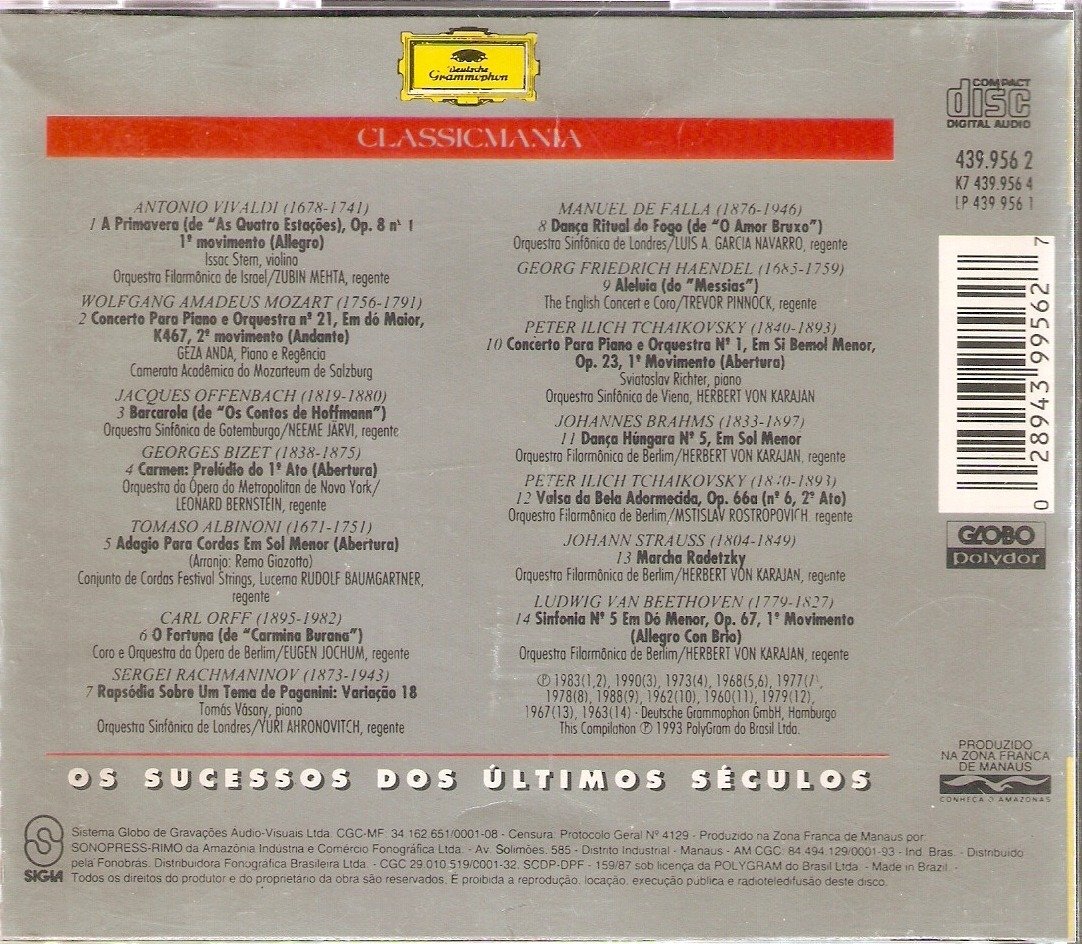 Deutsche
Grammophon
CLASSICMANIA
COMPACT
disc
DIGITAL AUDIO
439.956 2
K7 439.956 4
LP 439 956 1
ANTONIO VIVALDI (1678-1741)
1 A Primavera (de "As Quatro Estações), Op. 8 nº 1
1º movimento (Allegro)
Issac Stern, violino
Orquestra Filarmônica de Israel/ZUBIN MEHTA, regente
WOLFGANG AMADEUS MOZART (1756-1791)
2 Concerto Para Piano e Orquestra nº 21, Em dó Maior,
K467, 2º movimento (Andante)
GEZA ANDA, Piano e Regência
Camerata Acadêmica do Mozarteum de Salzburg
JACQUES OFFENBACH (1819-1880)
3 Barcarola (de "Os Contos de Hoffmann")
Orquestra Sinfônica de Gotemburgo/NEEME JÄRVI, regente
GEORGES BIZET (1838-1875)
4 Carmen: Prelúdio do 1º Ato (Abertura)
Orquestra da Ópera do Metropolitan de Nova York/
LEONARD BERNSTEIN, regente
TOMASO ALBINONI (1671-1751)
5 Adagio Para Cordas Em Sol Menor (Abertura)
(Arranjo: Remo Giazotto)
Conjunto de Cordas Festival Strings, Lucerna RUDOLF BAUMGARTNER,
regente
CARL ORFF (1895-1982)
6 O Fortuna (de "Carmina Burana")
Coro e Orquestra da Ópera de Berlim/EUGEN JOCHUM, regente
SERGEI RACHMANINOV (1873-1943)
7 Rapsódia Sobre Um Tema de Paganini: Variação 18
Tomás Vásary, piano
Orquestra Sinfônica de Londres/YURI AHRONOVITCH, regente
MANUEL DE FALLA (1876-1946)
8 Dança Ritual do Fogo (de "O Amor Bruxo")
Orquestra Sinfônica de Londres/LUIS A. GARCIA NAVARRO, regente
GEORG FRIEDRICH HAENDEL (1685-1759)
9 Aleluia (do "Messias")
The English Concert e Coro/TREVOR PINNOCK, regente
PETER ILICH TCHAIKOVSKY (1840-1893)
10 Concerto Para Piano e Orquestra Nº 1, Em Si Bemol Menor,
Op. 23, 1º Movimento (Abertura)
Sviatoslav Richter, piano
Orquestra Sinfônica de Viena, HERBERT VON KARAJAN
JOHANNES BRAHMS (1833-1897)
11 Dança Húngara Nº 5, Em Sol Menor
Orquestra Filarmônica de Berlim/HERBERT VON KARAJAN, regente
PETER ILICH TCHAIKOVSKY (1840-1893)
12 Valsa da Bela Adormecida, Op. 66a (nº 6, 2º Ato)
Orquestra Filarmônica de Berlim/MSTISLAV ROSTROPOVICH, regente
JOHANN STRAUSS (1804-1849)
13 Marcha Radetzky
Orquestra Filarmônica de Berlim/HERBERT VON KARAJAN, regente
LUDWIG VAN BEETHOVEN (1779-1827)
14 Sinfonia Nº 5 Em Dó Menor, Op. 67, 1º Movimento
(Allegro Con Brio)
Orquestra Filarmônica de Berlim/HERBERT VON KARAJAN, regente
℗ 1983(1,2), 1990(3), 1973(4), 1968(5,6), 1977(7),
1978(8), 1988(9), 1962(10), 1960(11), 1979(12),
1967(13), 1963(14) · Deutsche Grammophon GmbH, Hamburgo
This Compilation ℗ 1993 PolyGram do Brasil Ltda.
0 28943 99562 7
GLOBO
polydor
PRODUZIDO
NA ZONA FRANCA
DE MANAUS
CONHEÇA O AMAZONAS
OS SUCESSOS DOS ÚLTIMOS SÉCULOS
SIGLA
Sistema Globo de Gravações Audio-Visuais Ltda. CGC-MF: 34 162.651/0001-08 - Censura: Protocolo Geral Nº 4129 - Produzido na Zona Franca de Manaus por
SONOPRESS-RIMO da Amazônia Industria e Comércio Fonográfica Ltda. - Av. Solimões, 585 - Distrito Industrial - Manaus - AM CGC: 84 494.129/0001-93 - Ind. Bras. - Distribuido
pela Fonobrás. Distribuidora Fonografica Brasileira Ltda. - CGC 29 010.519/0001-32. SCDP-DPF - 159/87 sob licença da POLYGRAM do Brasil Ltda - Made in Brazil -
Todos os direitos do produtor e do proprietário da obra são reservados. É proibida a reprodução, locação, execução publica e radioteledifusão deste disco.